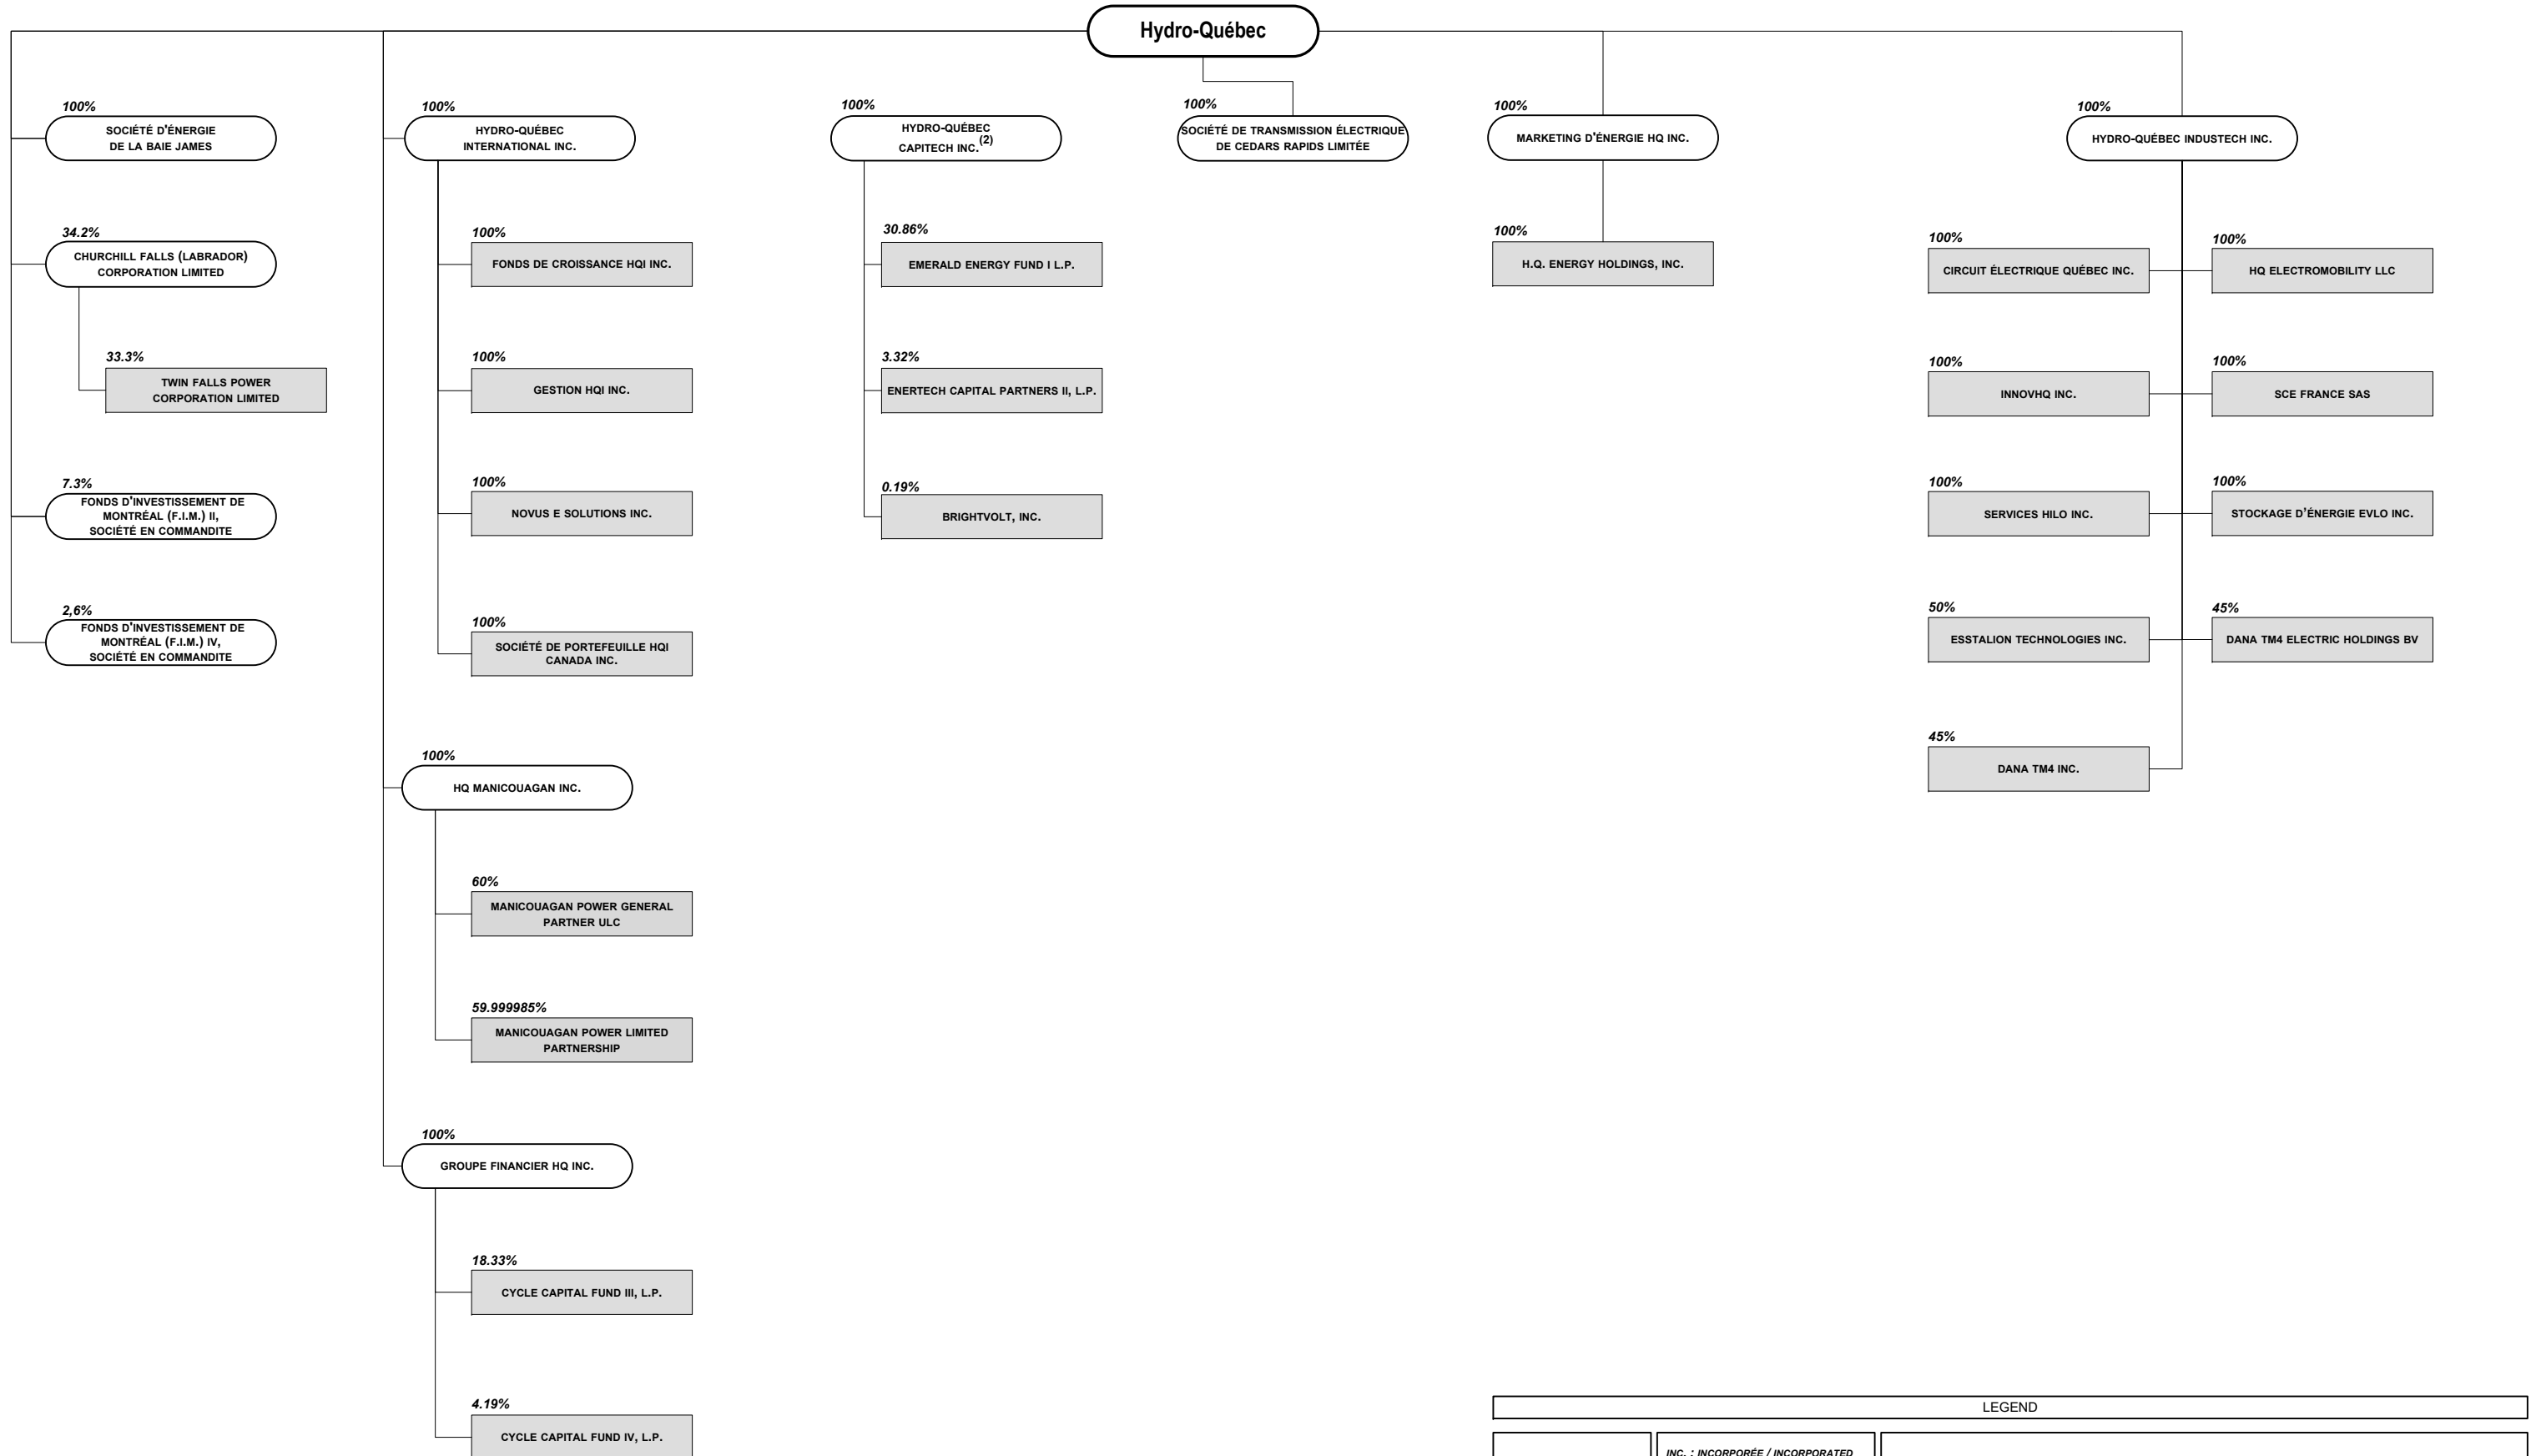 Hydro-Québec
100%
SOCIÉTÉ D'ÉNERGIE
DE LA BAIE JAMES
34.2%
CHURCHILL FALLS (LABRADOR)
CORPORATION LIMITED
33.3%
TWIN FALLS POWER
CORPORATION LIMITED
7.3%
FONDS D'INVESTISSEMENT DE
MONTRÉAL (F.I.M.) II,
SOCIÉTÉ EN COMMANDITE
2,6%
FONDS D'INVESTISSEMENT DE
MONTRÉAL (F.I.M.) IV,
SOCIÉTÉ EN COMMANDITE
100%
HYDRO-QUÉBEC
INTERNATIONAL INC.
100%
FONDS DE CROISSANCE HQI INC.
100%
GESTION HQI INC.
100%
NOVUS E SOLUTIONS INC.
100%
SOCIÉTÉ DE PORTEFEUILLE HQI
CANADA INC.
100%
HQ MANICOUAGAN INC.
60%
MANICOUAGAN POWER GENERAL
PARTNER ULC
59.999985%
MANICOUAGAN POWER LIMITED
PARTNERSHIP
100%
GROUPE FINANCIER HQ INC.
18.33%
CYCLE CAPITAL FUND III, L.P.
4.19%
CYCLE CAPITAL FUND IV, L.P.
100%
HYDRO-QUÉBEC
CAPITECH INC.(2)
30.86%
EMERALD ENERGY FUND I L.P.
3.32%
ENERTECH CAPITAL PARTNERS II, L.P.
0.19%
BRIGHTVOLT, INC.
100%
SOCIÉTÉ DE TRANSMISSION ÉLECTRIQUE
DE CEDARS RAPIDS LIMITÉE
100%
MARKETING D'ÉNERGIE HQ INC.
100%
H.Q. ENERGY HOLDINGS, INC.
100%
HYDRO-QUÉBEC INDUSTECH INC.
100%
CIRCUIT ÉLECTRIQUE QUÉBEC INC.
100%
HQ ELECTROMOBILITY LLC
100%
INNOVHQ INC.
100%
SCE FRANCE SAS
100%
SERVICES HILO INC.
100%
STOCKAGE D’ÉNERGIE EVLO INC.
50%
ESSTALION TECHNOLOGIES INC.
45%
DANA TM4 ELECTRIC HOLDINGS BV
45%
DANA TM4 INC.
LEGEND
INC. : INCORPORÉE / INCORPORATED